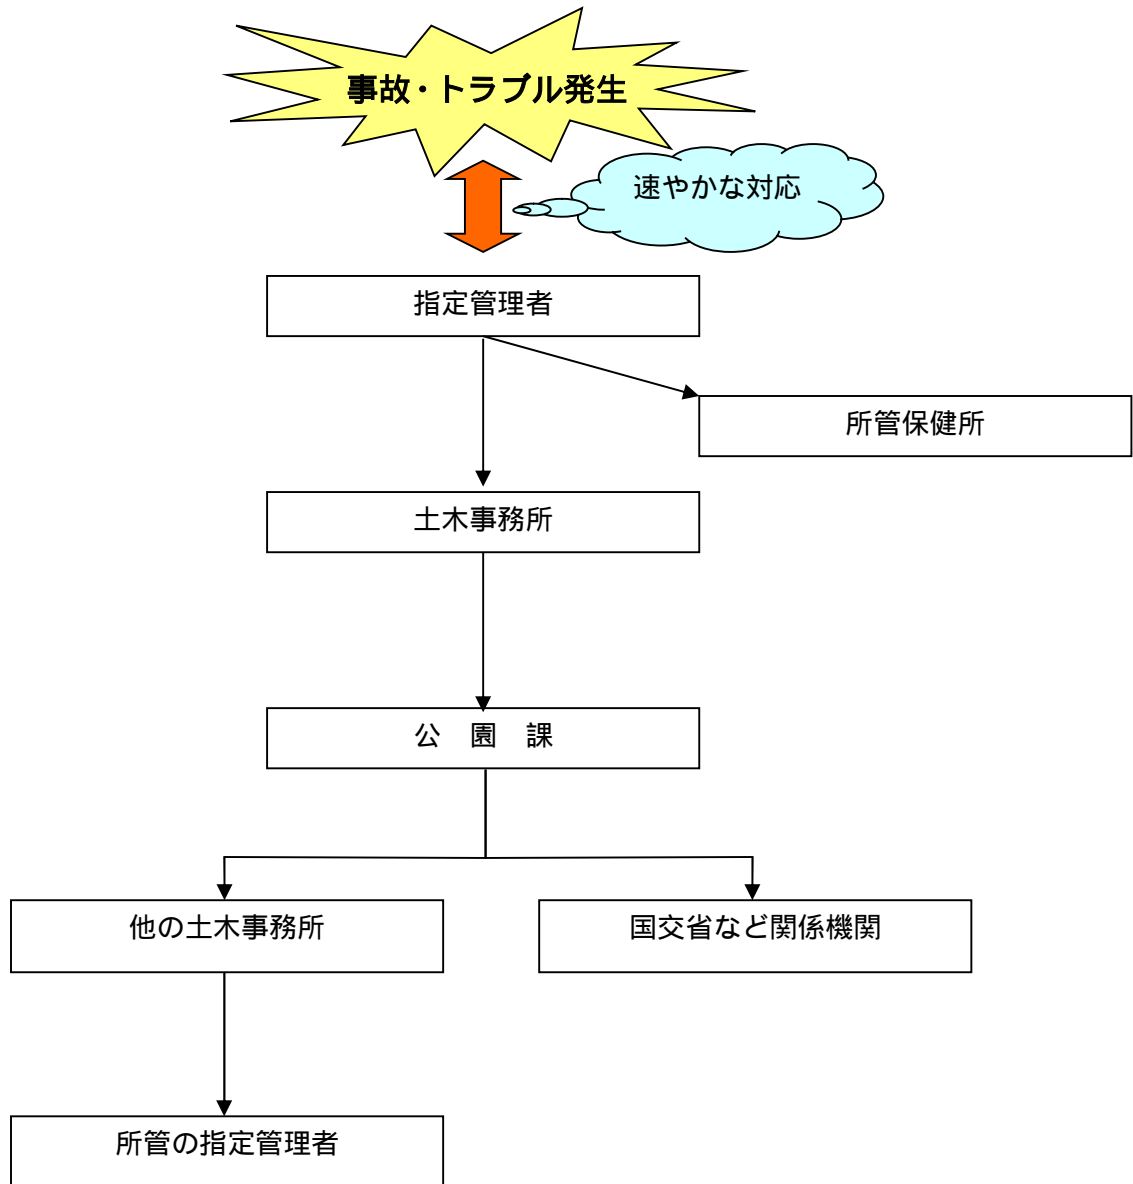 事故・トラブル発生
速やかな対応
指定管理者
所管保健所
土木事務所
公　園　課
他の土木事務所
国交省など関係機関
所管の指定管理者